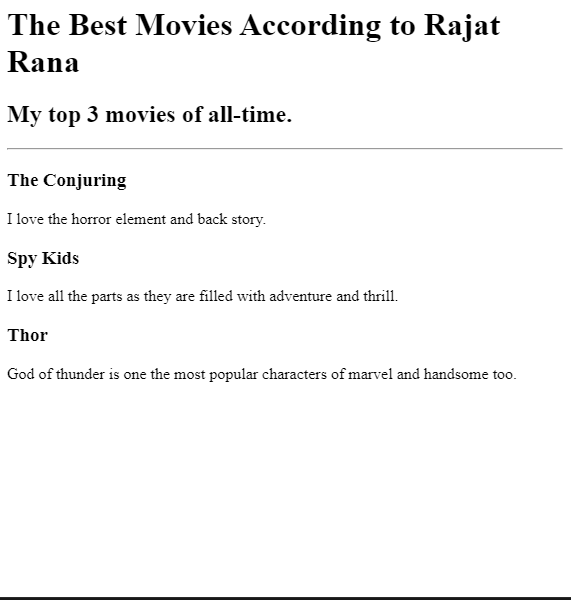 The Best Movies According to Rajat
Rana
My top 3 movies of all-time.
The Conjuring
I love the horror element and back story.
Spy Kids
I love all the parts as they are filled with adventure and thrill.
Thor
God of thunder is one the most popular characters of marvel and handsome too.